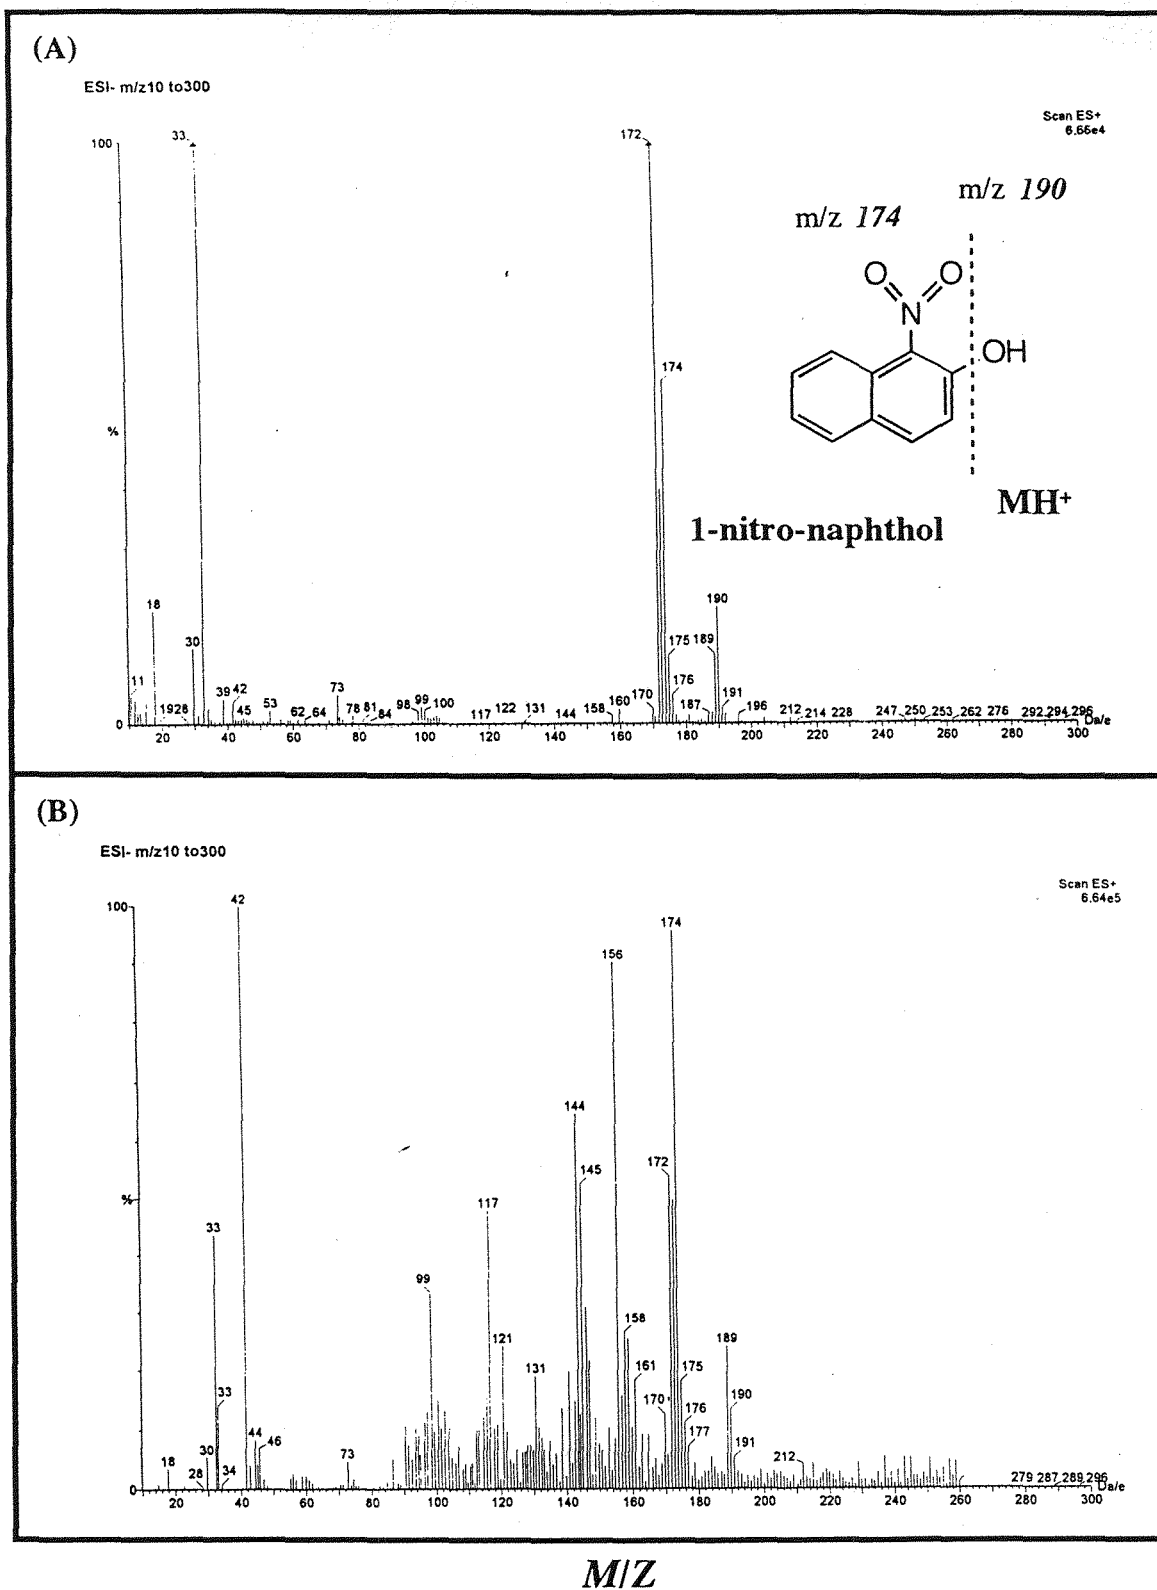 (A)
ESI- m/z10 to300
Scan ES+
6.66e4
100
33
172
m/z 190
m/z 174
O O
N
OH
174
%
MH+
1-nitro-naphthol
18
190
30
175 189
11
39 42
73
176
170
191
1928
45
53
62 64
78 81 84
98 99 100
117 122 131
144
158 160
187
196
212 214 228
247 250 253 262 276
292 294 296
0
20 40 60 80 100 120 140 160 180 200 220 240 260 280 300
Da/e
(B)
ESI- m/z10 to300
Scan ES+
6.64e5
100
42
174
156
144
172
145
%
117
33
99
158
121
189
131
161
175
33
170
190
176
44 46
177
30
191
73
212
18
28
34
279 287 289 296
0
20 40 60 80 100 120 140 160 180 200 220 240 260 280 300
Da/e
M/Z